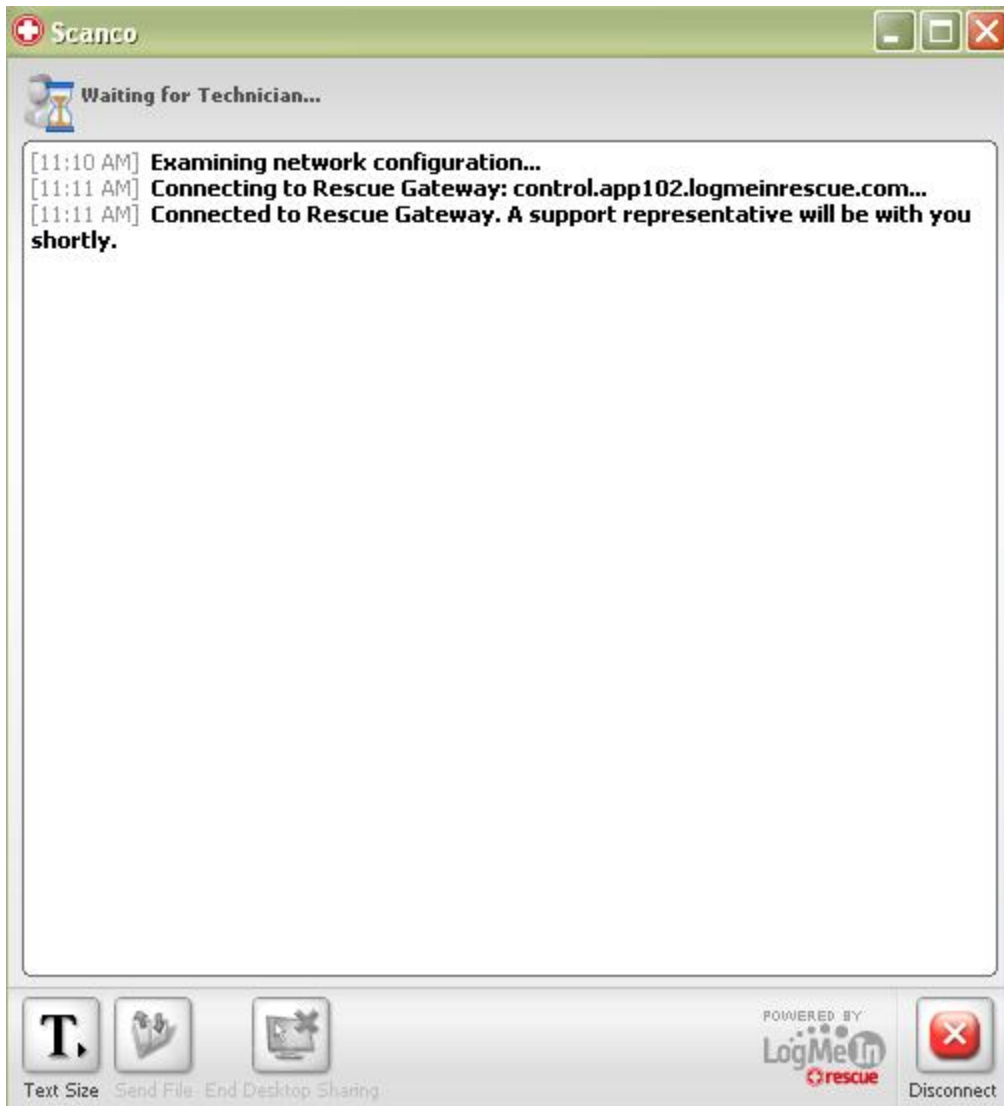 Scanco
Waiting for Technician...
[11:10 AM] Examining network configuration...
[11:11 AM] Connecting to Rescue Gateway: control.app102.logmeinrescue.com...
[11:11 AM] Connected to Rescue Gateway. A support representative will be with you
shortly.
T
POWERED BY
LogMeIn
rescue
Text Size Send File End Desktop Sharing Disconnect